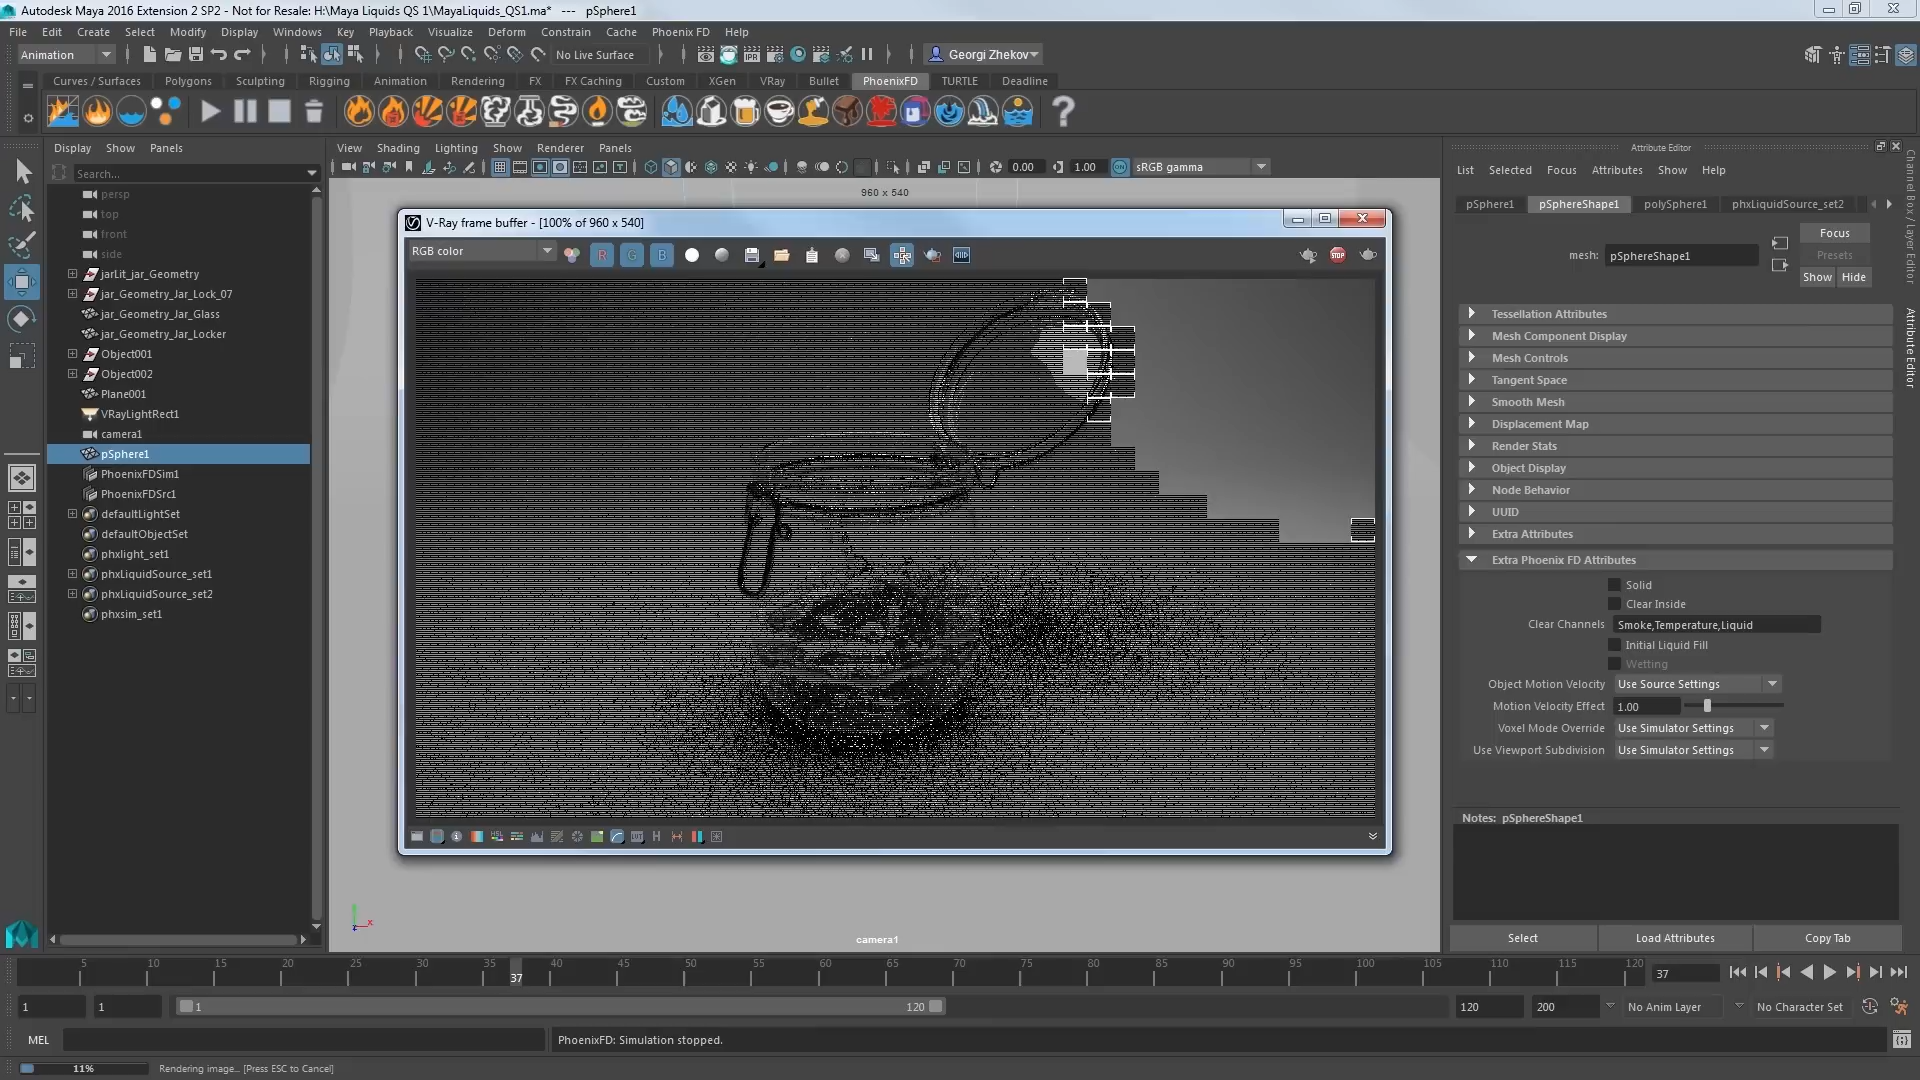 Autodesk Maya 2016 Extension 2 SP2 - Not for Resale: H:\Maya Liquids QS 1\MayaLiquids_QS1.ma* --- pSphere1
File Edit Create Select Modify Display Windows Key Playback Visualize Deform Constrain Cache Phoenix FD Help
Animation No Live Surface Georgi Zhekov
Curves / Surfaces Polygons Sculpting Rigging Animation Rendering FX FX Caching Custom XGen VRay Bullet PhoenixFD TURTLE Deadline
Display Show Panels
Search...
persp
top
front
side
jarLit_jar_Geometry
jar_Geometry_Jar_Lock_07
jar_Geometry_Jar_Glass
jar_Geometry_Jar_Locker
Object001
Object002
Plane001
VRayLightRect1
camera1
pSphere1
PhoenixFDSim1
PhoenixFDSrc1
defaultLightSet
defaultObjectSet
phxlight_set1
phxLiquidSource_set1
phxLiquidSource_set2
phxsim_set1
View Shading Lighting Show Renderer Panels
0.00 1.00 sRGB gamma
960 x 540
V-Ray frame buffer - [100% of 960 x 540]
RGB color R G B STOP
HSL LUT H
x
camera1
Attribute Editor
List Selected Focus Attributes Show Help
pSphere1 pSphereShape1 polySphere1 phxLiquidSource_set2
mesh: pSphereShape1
Focus
Presets
Show Hide
Tessellation Attributes
Mesh Component Display
Mesh Controls
Tangent Space
Smooth Mesh
Displacement Map
Render Stats
Object Display
Node Behavior
UUID
Extra Attributes
Extra Phoenix FD Attributes
Solid
Clear Inside
Clear Channels Smoke,Temperature,Liquid
Initial Liquid Fill
Wetting
Object Motion Velocity Use Source Settings
Motion Velocity Effect 1.00
Voxel Mode Override Use Simulator Settings
Use Viewport Subdivision Use Simulator Settings
Notes: pSphereShape1
Select Load Attributes Copy Tab
Channel Box / Layer Editor
Attribute Editor
5 10 15 20 25 30 35 37 40 45 50 55 60 65 70 75 80 85 90 95 100 105 110 115 120 37
1 1 1 120 120 200 No Anim Layer No Character Set
MEL PhoenixFD: Simulation stopped.
11% Rendering image... [Press ESC to Cancel]